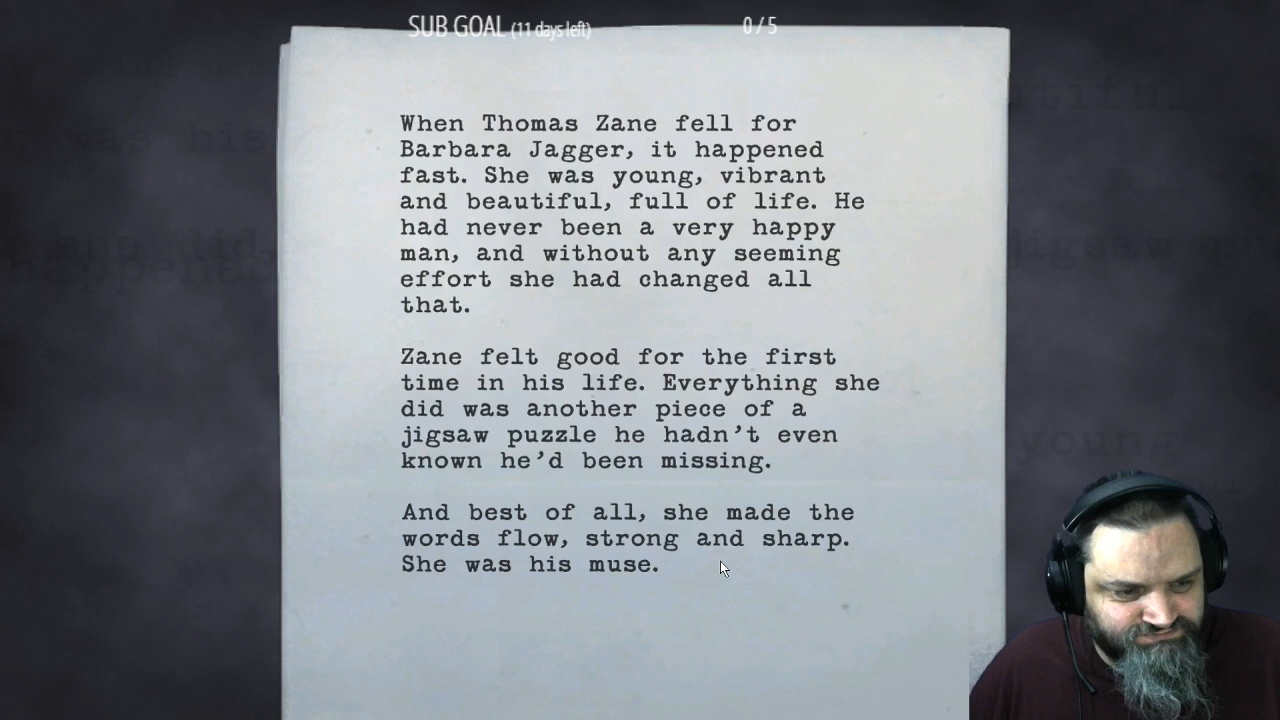 SUB GOAL (11 days left) 0 / 5
When Thomas Zane fell for
Barbara Jagger, it happened
fast. She was young, vibrant
and beautiful, full of life. He
had never been a very happy
man, and without any seeming
effort she had changed all
that.
Zane felt good for the first
time in his life. Everything she
did was another piece of a
jigsaw puzzle he hadn't even
known he'd been missing.
And best of all, she made the
words flow, strong and sharp.
She was his muse.